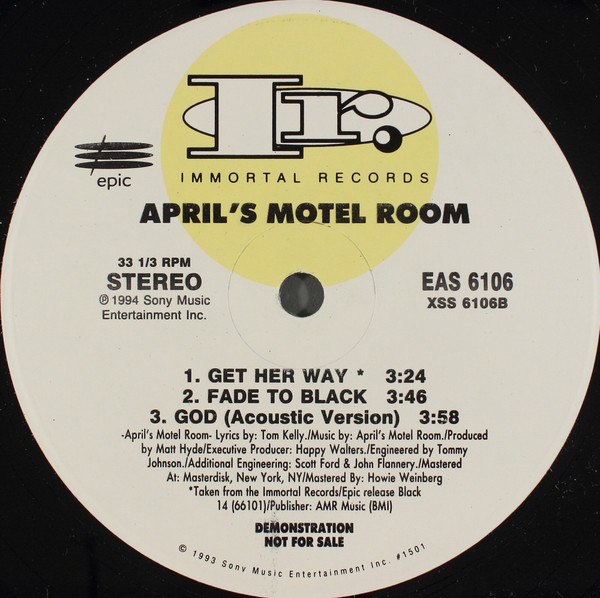 Ir
epic
IMMORTAL RECORDS
APRIL'S MOTEL ROOM
33 1/3 RPM
STEREO
℗ 1994 Sony Music
Entertainment Inc.
EAS 6106
XSS 6106B
1. GET HER WAY * 3:24
2. FADE TO BLACK 3:46
3. GOD (Acoustic Version) 3:58
-April's Motel Room- Lyrics by: Tom Kelly./Music by: April's Motel Room./Produced
by Matt Hyde/Executive Producer: Happy Walters./Engineered by Tommy
Johnson./Additional Engineering: Scott Ford & John Flannery./Mastered
At: Masterdisk, New York, NY/Mastered By: Howie Weinberg
*Taken from the Immortal Records/Epic release Black
14 (66101)/Publisher: AMR Music (BMI)
DEMONSTRATION
NOT FOR SALE
© 1993 Sony Music Entertainment Inc. #1501